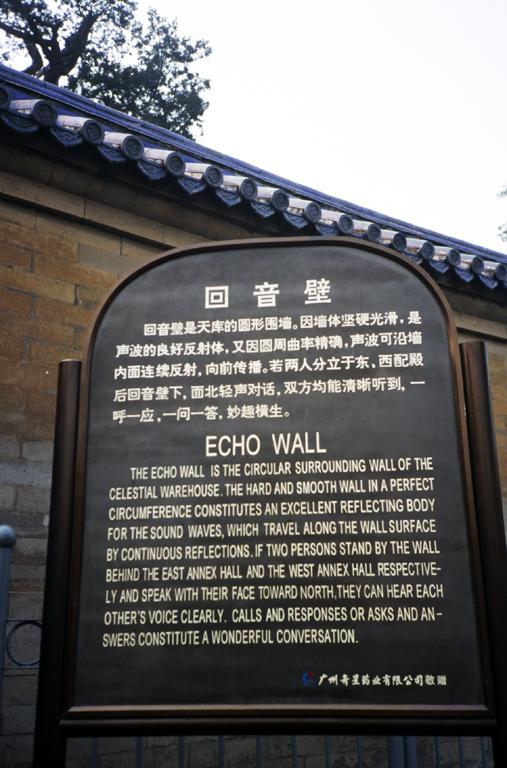 回音壁
回音壁是天库的圆形围墙。因墙体坚硬光滑，是
声波的良好反射体，又因圆周曲率精确，声波可沿墙
内面连续反射，向前传播。若两人分立于东、西配殿
后回音壁下，面北轻声对话，双方均能清晰听到，一
呼一应，一问一答，妙趣横生。
ECHO WALL
THE ECHO WALL IS THE CIRCULAR SURROUNDING WALL OF THE
CELESTIAL WAREHOUSE. THE HARD AND SMOOTH WALL IN A PERFECT
CIRCUMFERENCE CONSTITUTES AN EXCELLENT REFLECTING BODY
FOR THE SOUND WAVES, WHICH TRAVEL ALONG THE WALL SURFACE
BY CONTINUOUS REFLECTIONS. IF TWO PERSONS STAND BY THE WALL
BEHIND THE EAST ANNEX HALL AND THE WEST ANNEX HALL RESPECTIVE-
LY AND SPEAK WITH THEIR FACE TOWARD NORTH, THEY CAN HEAR EACH
OTHER'S VOICE CLEARLY. CALLS AND RESPONSES OR ASKS AND AN-
SWERS CONSTITUTE A WONDERFUL CONVERSATION.
广州奇星药业有限公司敬赠